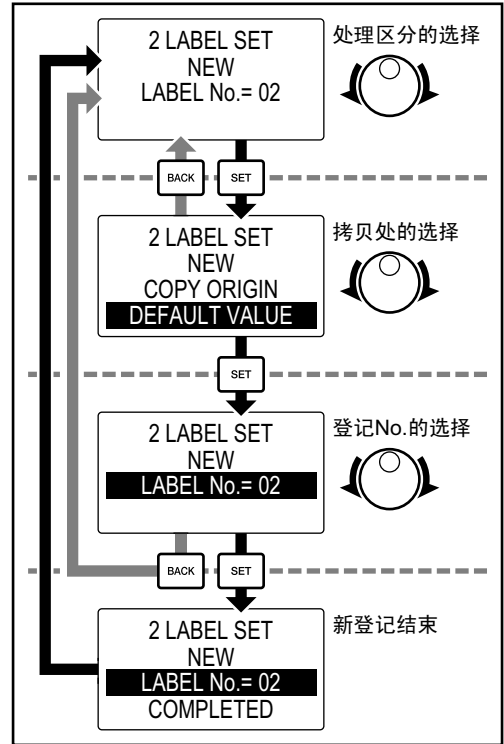 2 LABEL SET
NEW
LABEL No.= 02
处理区分的选择
BACK
SET
2 LABEL SET
NEW
COPY ORIGIN
DEFAULT VALUE
拷贝处的选择
SET
2 LABEL SET
NEW
LABEL No.= 02
登记No.的选择
BACK
SET
2 LABEL SET
NEW
LABEL No.= 02
COMPLETED
新登记结束